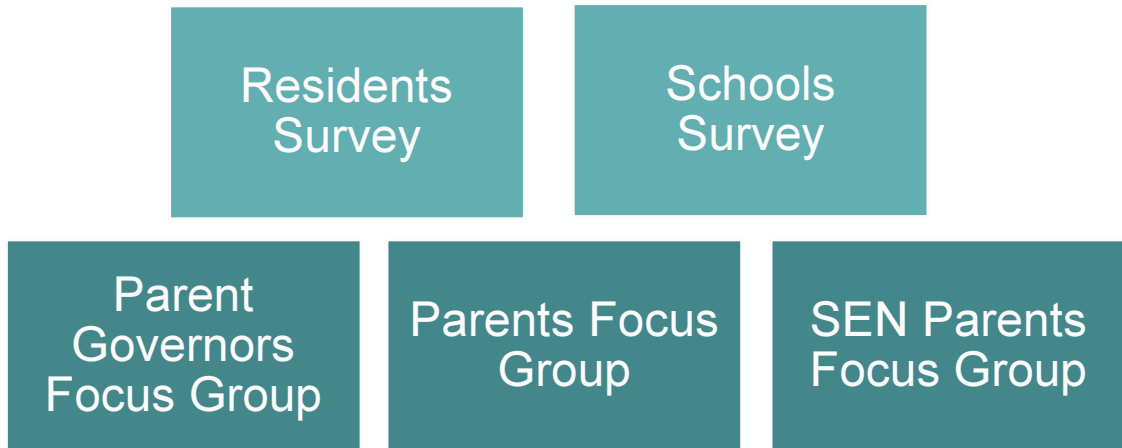 Residents
Survey
Schools
Survey
Parent
Governors
Focus Group
Parents Focus
Group
SEN Parents
Focus Group